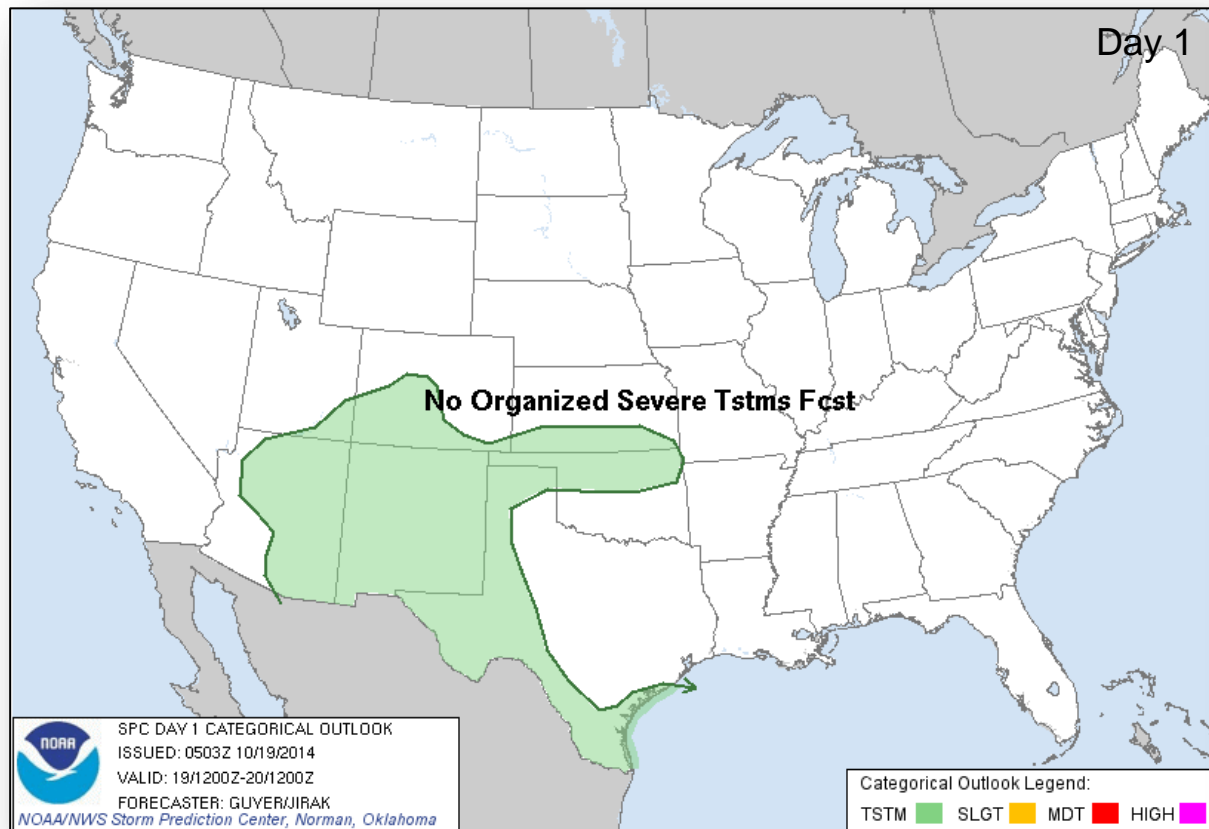 Day 1
No Organized Severe Tstms Fcst
NOAA
SPC DAY 1 CATEGORICAL OUTLOOK
ISSUED: 0503Z 10/19/2014
VALID: 19/1200Z-20/1200Z
FORECASTER: GUYER/JIRAK
NOAA/NWS Storm Prediction Center, Norman, Oklahoma
Categorical Outlook Legend:
TSTM SLGT MDT HIGH